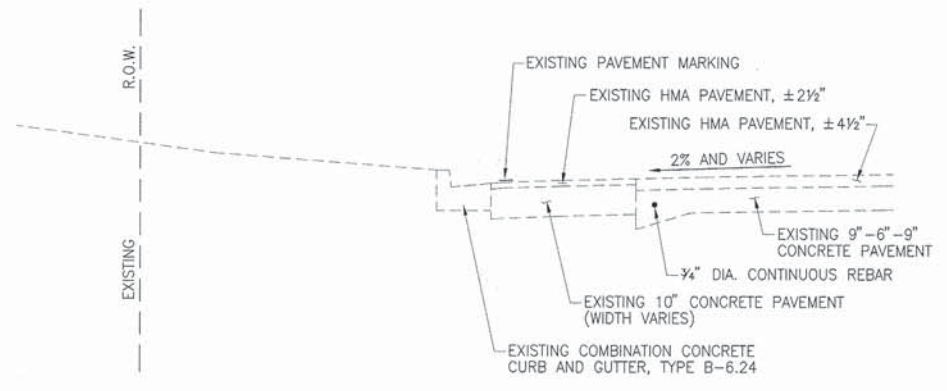 R.O.W.
EXISTING
EXISTING PAVEMENT MARKING
EXISTING HMA PAVEMENT, ±2½"
EXISTING HMA PAVEMENT, ±4½"
2% AND VARIES
EXISTING 9"-6"-9"
CONCRETE PAVEMENT
¾" DIA. CONTINUOUS REBAR
EXISTING 10" CONCRETE PAVEMENT
(WIDTH VARIES)
EXISTING COMBINATION CONCRETE
CURB AND GUTTER, TYPE B-6.24